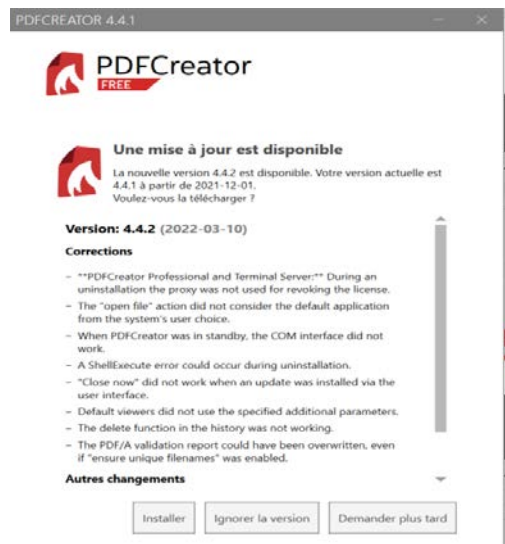 PDFCREATOR 4.4.1
PDFCreator
FREE
Une mise à jour est disponible
La nouvelle version 4.4.2 est disponible. Votre version actuelle est
4.4.1 à partir de 2021-12-01.
Voulez-vous la télécharger ?
Version: 4.4.2 (2022-03-10)
Corrections
- **PDFCreator Professional and Terminal Server:** During an
uninstallation the proxy was not used for revoking the license.
- The "open file" action did not consider the default application
from the system's user choice.
- When PDFCreator was in standby, the COM interface did not
work.
- A ShellExecute error could occur during uninstallation.
- "Close now" did not work when an update was installed via the
user interface.
- Default viewers did not use the specified additional parameters.
- The delete function in the history was not working.
- The PDF/A validation report could have been overwritten, even
if "ensure unique filenames" was enabled.
Autres changements
Installer
Ignorer la version
Demander plus tard